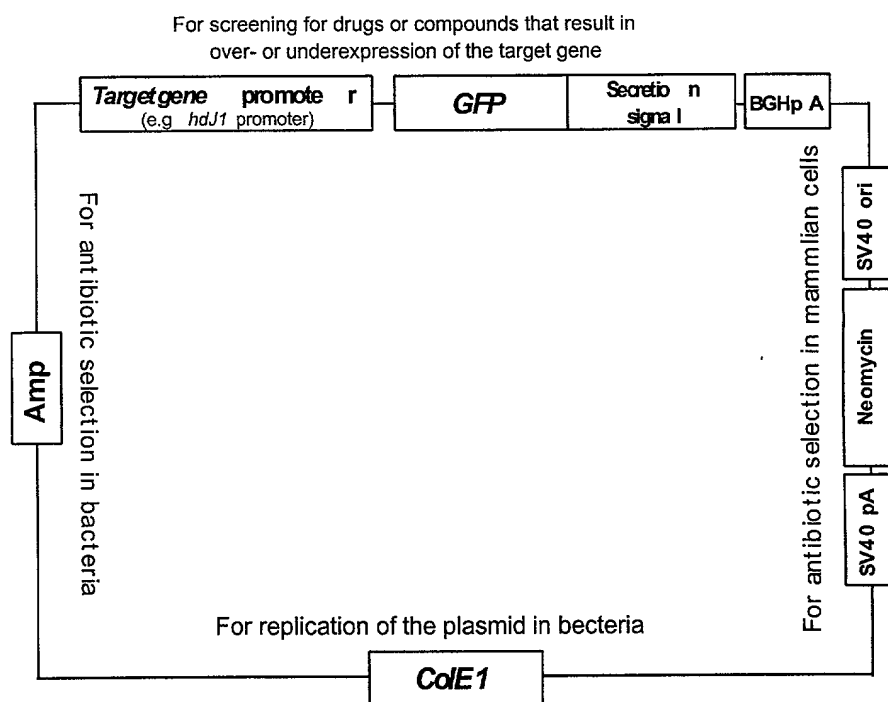 For screening for drugs or compounds that result in
over- or underexpression of the target gene
Target gene promote r
(e.g hdJ1 promoter)
GFP
Secretio n
signa l
BGHp A
For antibiotic selection in bacteria
Amp
For antibiotic selection in mammlian cells
SV40 ori
Neomycin
SV40 pA
For replication of the plasmid in becteria
ColE1